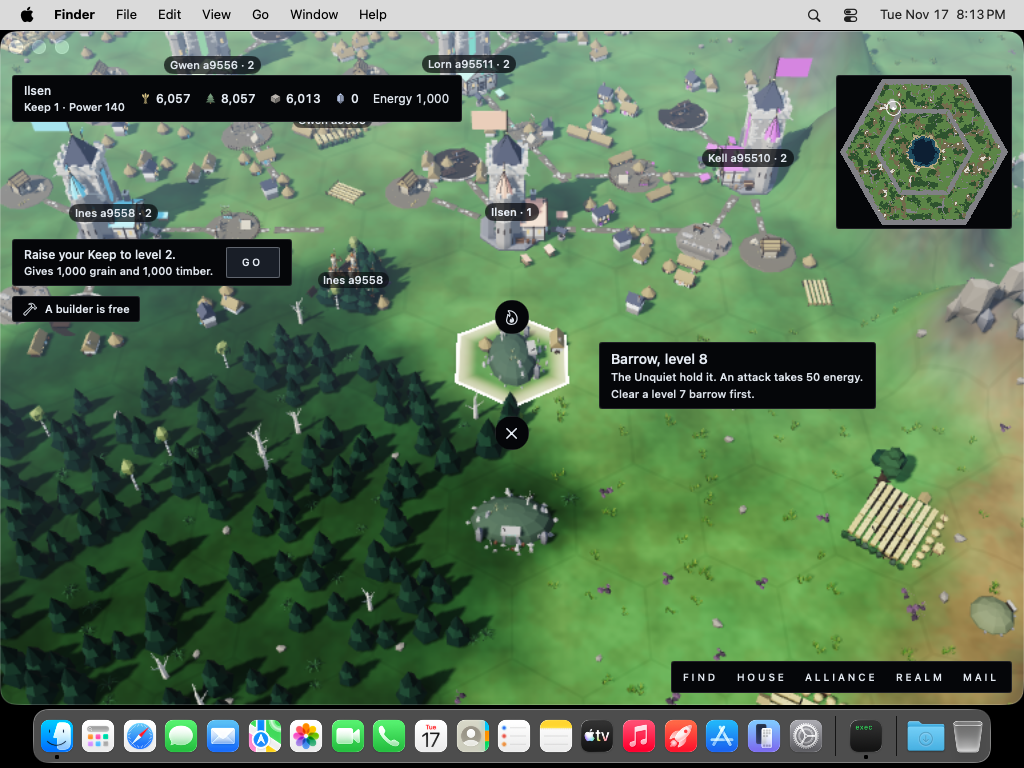 Finder File Edit View Go Window Help Tue Nov 17 8:13 PM
Gwen a9556 · 2
Lorn a95511 · 2
Ilsen
Keep 1 · Power 140
6,057 8,057 6,013 0 Energy 1,000
Kell a95510 · 2
Ines a9558 · 2
Ilsen · 1
Raise your Keep to level 2.
Gives 1,000 grain and 1,000 timber.
GO
Ines a9558
A builder is free
Barrow, level 8
The Unquiet hold it. An attack takes 50 energy.
Clear a level 7 barrow first.
FIND HOUSE ALLIANCE REALM MAIL
Tue
17
tv
exec